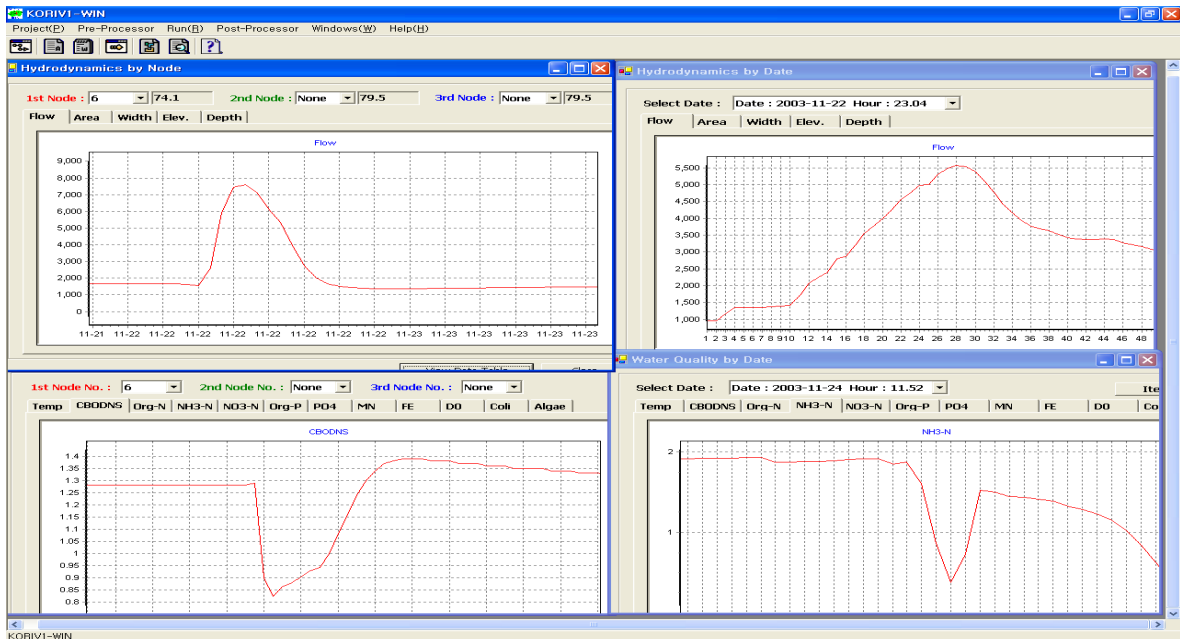 KORIV1-WIN
Project(P) Pre-Processor Run(R) Post-Processor Windows(W) Help(H)
Hydrodynamics by Node
1st Node : 6 74.1 2nd Node : None 79.5 3rd Node : None 79.5
Flow Area Width Elev. Depth
Flow
9,000
8,000
7,000
6,000
5,000
4,000
3,000
2,000
1,000
0
11-21 11-22 11-22 11-22 11-22 11-22 11-22 11-22 11-22 11-23 11-23 11-23 11-23 11-23 11-23
View Data Table Close
Hydrodynamics by Date
Select Date : Date : 2003-11-22 Hour : 23.04
Flow Area Width Elev. Depth
Flow
5,500
5,000
4,500
4,000
3,500
3,000
2,500
2,000
1,500
1,000
1 2 3 4 5 6 7 8 9 10 12 14 16 18 20 22 24 26 28 30 32 34 36 38 40 42 44 46 48
1st Node No. : 6 2nd Node No. : None 3rd Node No. : None
Temp CBODNS Org-N NH3-N NO3-N Org-P PO4 MN FE DO Coli Algae
CBODNS
1.4
1.35
1.3
1.25
1.2
1.15
1.1
1.05
1
0.95
0.9
0.85
0.8
Water Quality by Date
Select Date : Date : 2003-11-24 Hour : 11.52 Ite
Temp CBODNS Org-N NH3-N NO3-N Org-P PO4 MN FE DO Co
NH3-N
2
1
KORIV1-WIN